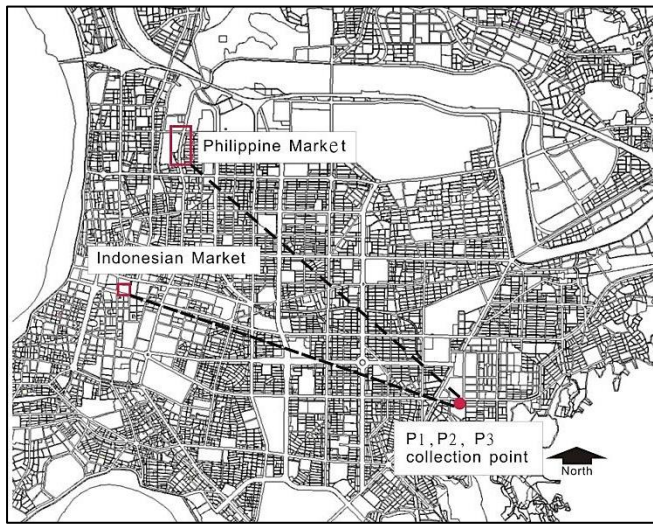 Philippine Market
Indonesian Market
P1,P2, P3
collection point
North